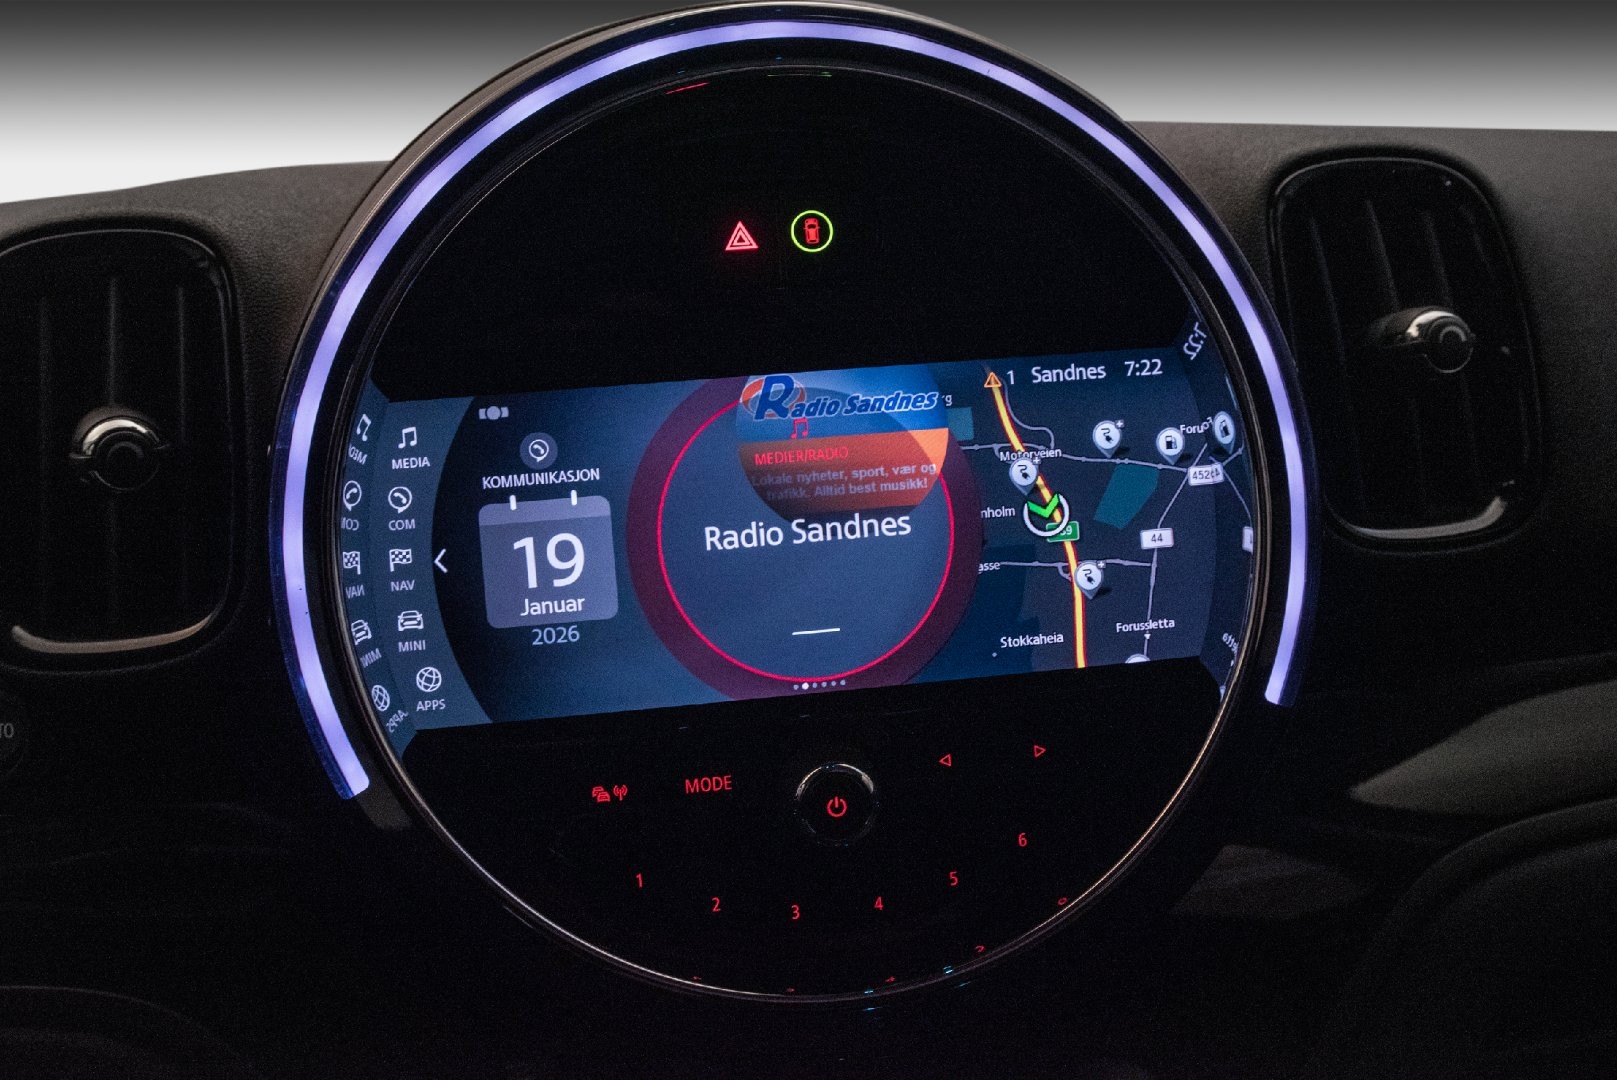 MEDIA
COM
NAV
MINI
APPS
KOMMUNIKASJON
19
Januar
2026
Radio Sandnes
MEDIER/RADIO
Lokale nyheter, sport, vær og
trafikk. Alltid best musikk!
Radio Sandnes
1 Sandnes 7:22
Motorveien
44
Stokkaheia
Forussletta
MODE
1
2
3
4
5
6